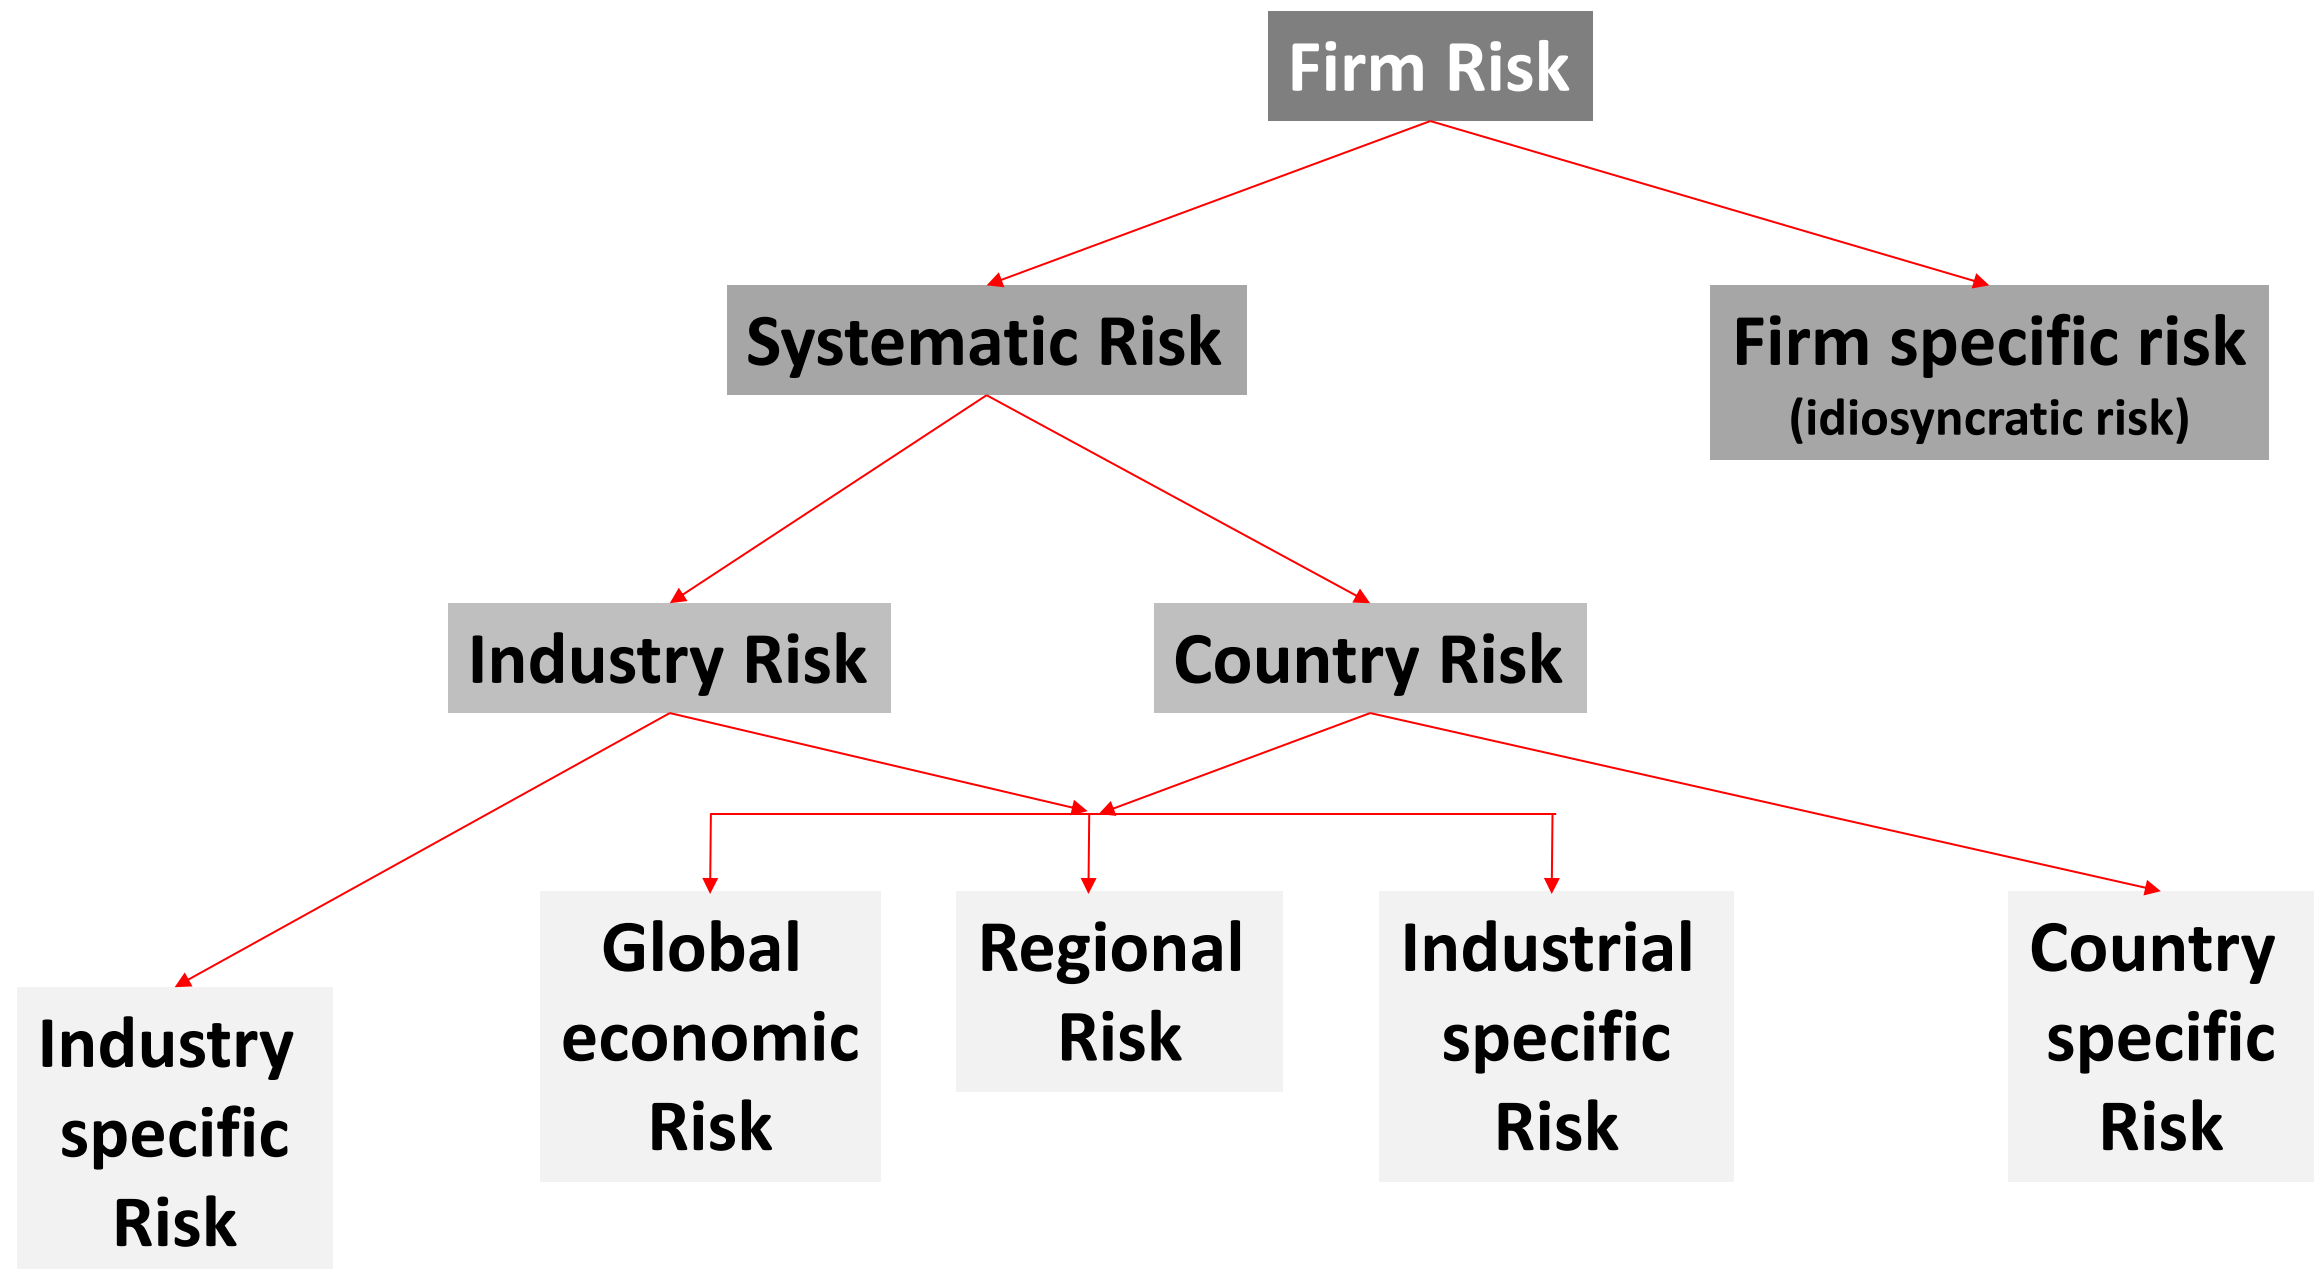 Firm Risk
Systematic Risk
Firm specific risk
(idiosyncratic risk)
Industry Risk
Country Risk
Industry
specific
Risk
Global
economic
Risk
Regional
Risk
Industrial
specific
Risk
Country
specific
Risk